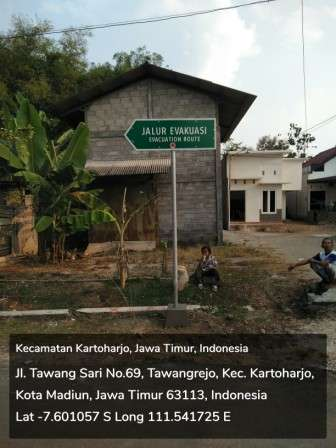 JALUR EVAKUASI
EVACUATION ROUTE
Kecamatan Kartoharjo, Jawa Timur, Indonesia
Jl. Tawang Sari No.69, Tawangrejo, Kec. Kartoharjo,
Kota Madiun, Jawa Timur 63113, Indonesia
Lat -7.601057 S Long 111.541725 E